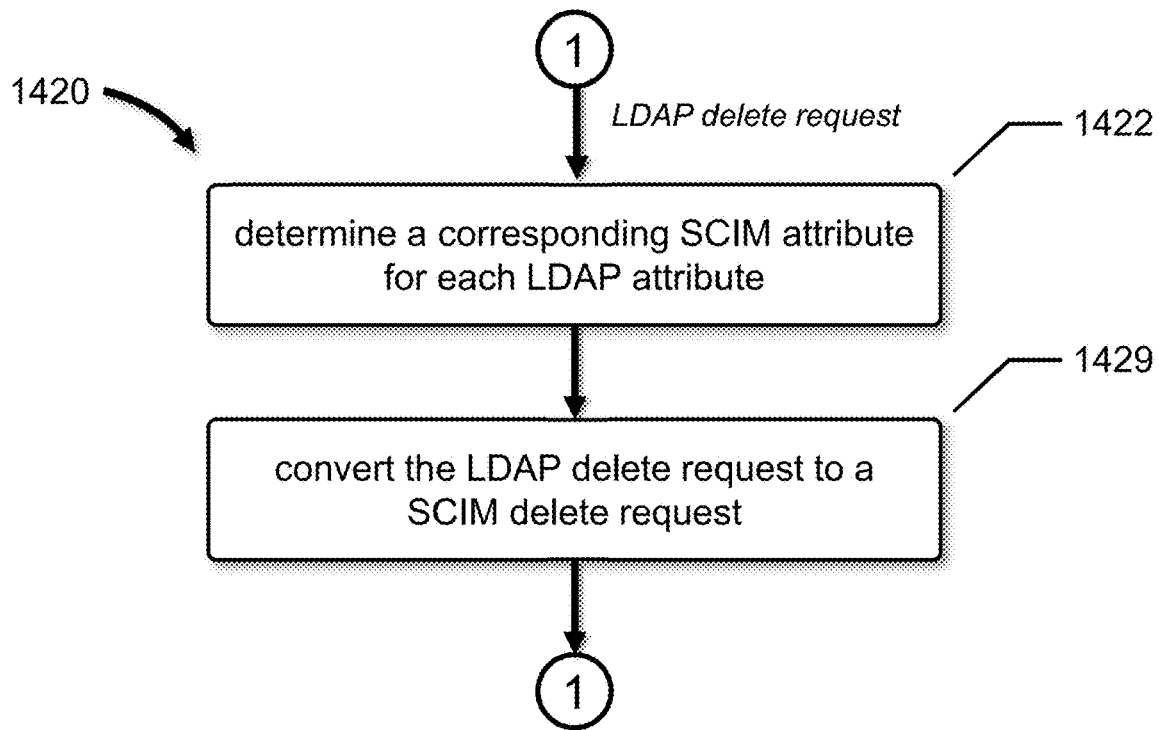 1
1420
LDAP delete request
1422
determine a corresponding SCIM attribute
for each LDAP attribute
1429
convert the LDAP delete request to a
SCIM delete request
1